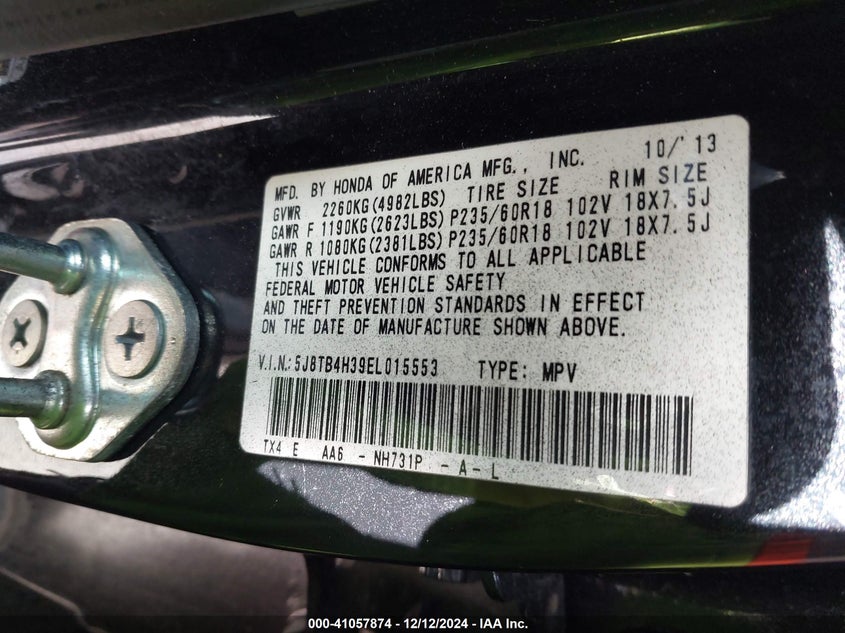 MFD. BY HONDA OF AMERICA MFG., INC. 10/'13
GVWR 2260KG(4982LBS) TIRE SIZE RIM SIZE
GAWR F 1190KG(2623LBS) P235/60R18 102V 18X7.5J
GAWR R 1080KG(2381LBS) P235/60R18 102V 18X7.5J
THIS VEHICLE CONFORMS TO ALL APPLICABLE
FEDERAL MOTOR VEHICLE SAFETY
AND THEFT PREVENTION STANDARDS IN EFFECT
ON THE DATE OF MANUFACTURE SHOWN ABOVE.
V.I.N.: 5J8TB4H39EL015553 TYPE: MPV
TX4 E AA6 - NH731P - A - L
000-41057874 - 12/12/2024 - IAA Inc.